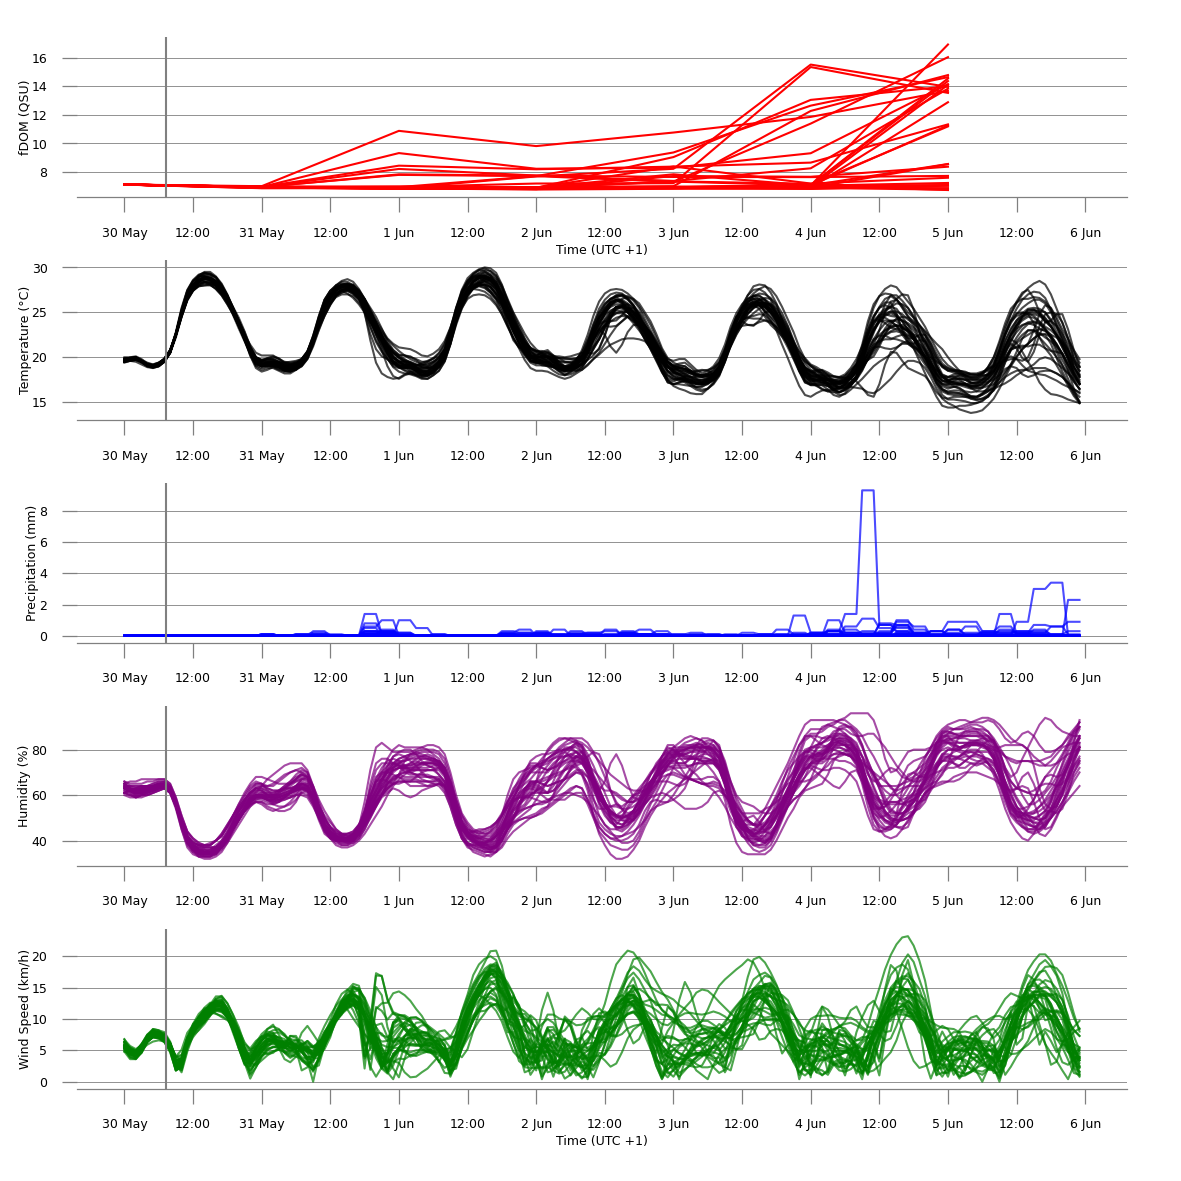 fDOM (QSU)
16
14
12
10
8
30 May 12:00 31 May 12:00 1 Jun 12:00 2 Jun 12:00 3 Jun 12:00 4 Jun 12:00 5 Jun 12:00 6 Jun
Time (UTC +1)
Temperature (°C)
30
25
20
15
30 May 12:00 31 May 12:00 1 Jun 12:00 2 Jun 12:00 3 Jun 12:00 4 Jun 12:00 5 Jun 12:00 6 Jun
Precipitation (mm)
8
6
4
2
0
30 May 12:00 31 May 12:00 1 Jun 12:00 2 Jun 12:00 3 Jun 12:00 4 Jun 12:00 5 Jun 12:00 6 Jun
Humidity (%)
80
60
40
30 May 12:00 31 May 12:00 1 Jun 12:00 2 Jun 12:00 3 Jun 12:00 4 Jun 12:00 5 Jun 12:00 6 Jun
Wind Speed (km/h)
20
15
10
5
0
30 May 12:00 31 May 12:00 1 Jun 12:00 2 Jun 12:00 3 Jun 12:00 4 Jun 12:00 5 Jun 12:00 6 Jun
Time (UTC +1)